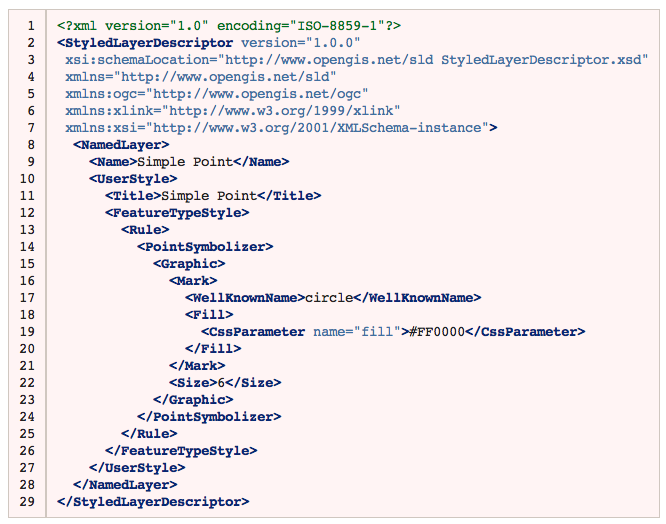 1 <?xml version="1.0" encoding="ISO-8859-1"?>
2 <StyledLayerDescriptor version="1.0.0"
3  xsi:schemaLocation="http://www.opengis.net/sld StyledLayerDescriptor.xsd"
4  xmlns="http://www.opengis.net/sld"
5  xmlns:ogc="http://www.opengis.net/ogc"
6  xmlns:xlink="http://www.w3.org/1999/xlink"
7  xmlns:xsi="http://www.w3.org/2001/XMLSchema-instance">
8   <NamedLayer>
9     <Name>Simple Point</Name>
10     <UserStyle>
11       <Title>Simple Point</Title>
12       <FeatureTypeStyle>
13         <Rule>
14           <PointSymbolizer>
15             <Graphic>
16               <Mark>
17                 <WellKnownName>circle</WellKnownName>
18                 <Fill>
19                   <CssParameter name="fill">#FF0000</CssParameter>
20                 </Fill>
21               </Mark>
22               <Size>6</Size>
23             </Graphic>
24           </PointSymbolizer>
25         </Rule>
26       </FeatureTypeStyle>
27     </UserStyle>
28   </NamedLayer>
29 </StyledLayerDescriptor>